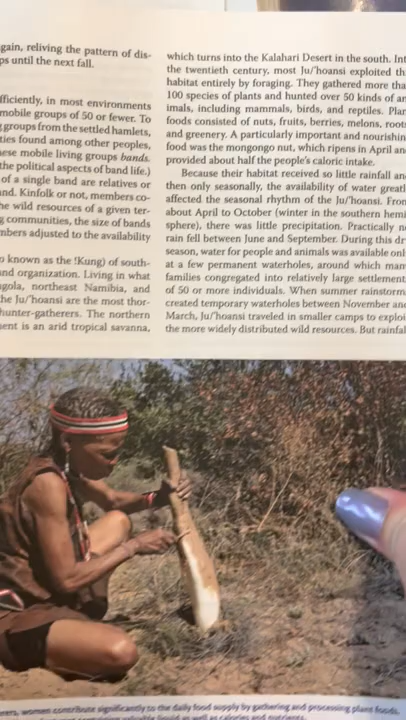 gain, reliving the pattern of dis-
ps until the next fall.
fficiently, in most environments
mobile groups of 50 or fewer. To
groups from the settled hamlets,
ties found among other peoples,
ese mobile living groups bands.
the political aspects of band life.)
of a single band are relatives or
nd. Kinfolk or not, members co-
he wild resources of a given ter-
g communities, the size of bands
mbers adjusted to the availability
o known as the !Kung) of south-
and organization. Living in what
ngola, northeast Namibia, and
he Ju/'hoansi are the most thor-
hunter-gatherers. The northern
ent is an arid tropical savanna,
which turns into the Kalahari Desert in the south. Int
the twentieth century, most Ju/'hoansi exploited th
habitat entirely by foraging. They gathered more tha
100 species of plants and hunted over 50 kinds of an
imals, including mammals, birds, and reptiles. Plan
foods consisted of nuts, fruits, berries, melons, root
and greenery. A particularly important and nourishin
food was the mongongo nut, which ripens in April an
provided about half the people's caloric intake.
Because their habitat received so little rainfall an
then only seasonally, the availability of water greatl
affected the seasonal rhythm of the Ju/'hoansi. From
about April to October (winter in the southern hemi
sphere), there was little precipitation. Practically n
rain fell between June and September. During this dr
season, water for people and animals was available onl
at a few permanent waterholes, around which man
families congregated into relatively large settlement
of 50 or more individuals. When summer rainstorm
created temporary waterholes between November and
March, Ju/'hoansi traveled in smaller camps to exploi
the more widely distributed wild resources. But rainfal
women contribute significantly to the daily food supply by gathering and processing plant foods.
valuable liquid as well as calories and nutrients.